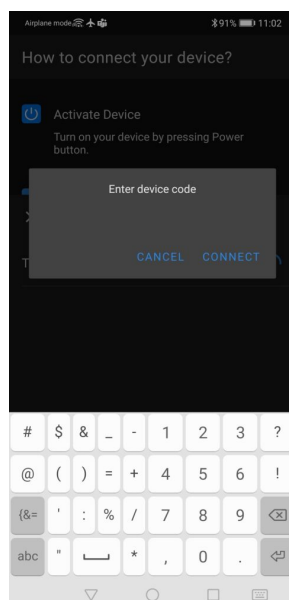 Airplane mode 91% 11:02
How to connect your device?
Activate Device
Turn on your device by pressing Power
button.
Enter device code
T
CANCEL CONNECT
# $ & _ - 1 2 3 ?
@ ( ) = + 4 5 6 !
{&= ' : % / 7 8 9
abc " * , 0 .